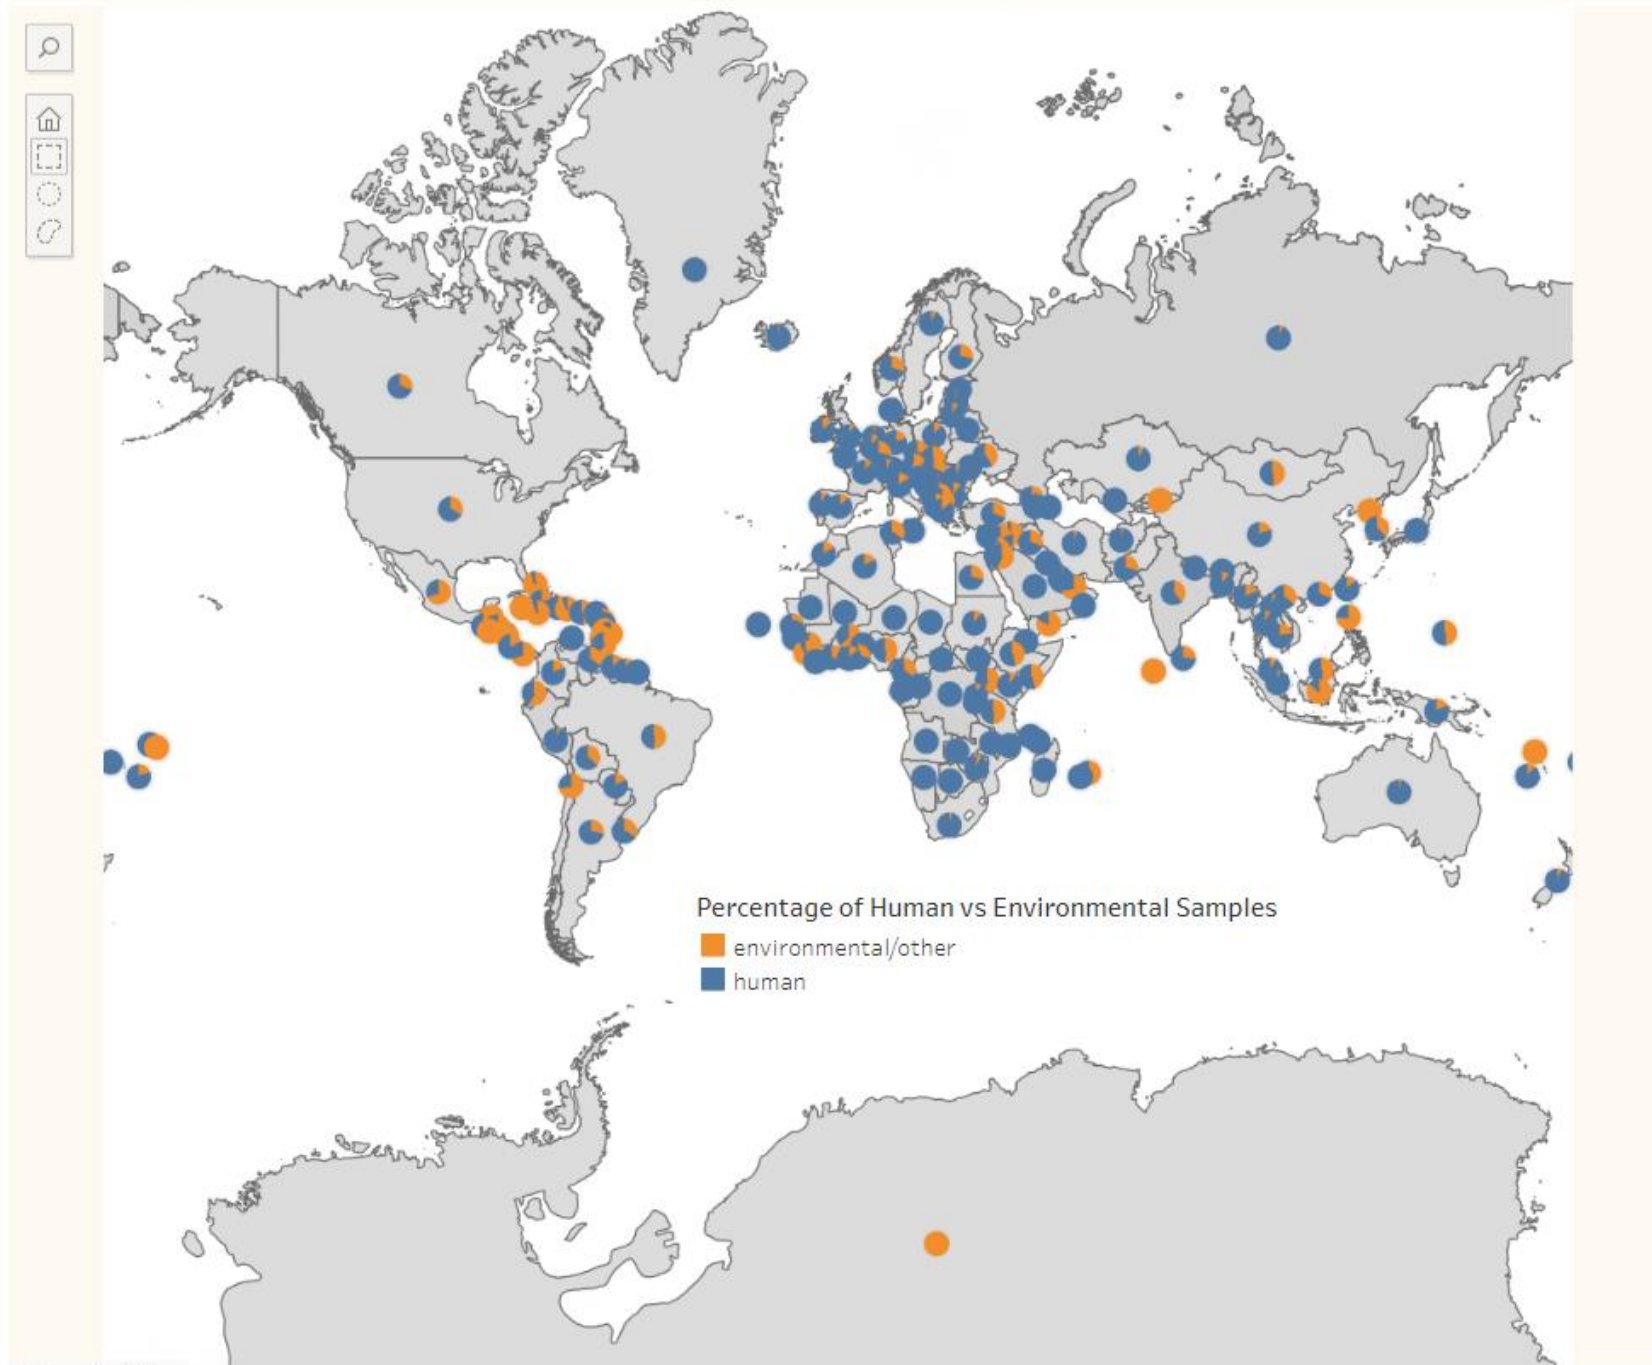 Percentage of Human vs Environmental Samples
environmental/other
human